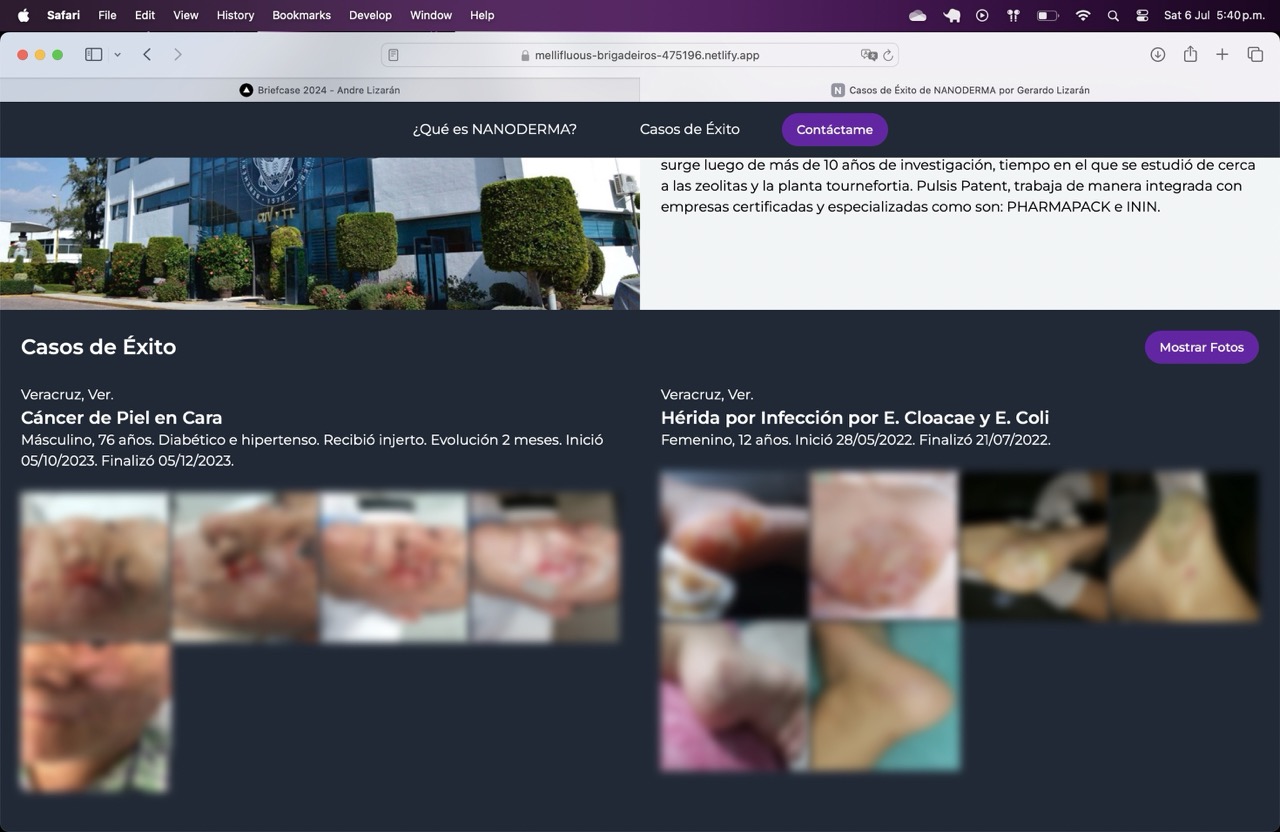 Safari File Edit View History Bookmarks Develop Window Help Sat 6 Jul 5:40 p.m.
mellifluous-brigadeiros-475196.netlify.app
Briefcase 2024 - Andre Lizarán
N Casos de Éxito de NANODERMA por Gerardo Lizarán
¿Qué es NANODERMA? Casos de Éxito Contáctame
surge luego de más de 10 años de investigación, tiempo en el que se estudió de cerca
a las zeolitas y la planta tournefortia. Pulsis Patent, trabaja de manera integrada con
empresas certificadas y especializadas como son: PHARMAPACK e ININ.
Casos de Éxito
Mostrar Fotos
Veracruz, Ver.
Cáncer de Piel en Cara
Másculino, 76 años. Diabético e hipertenso. Recibió injerto. Evolución 2 meses. Inició
05/10/2023. Finalizó 05/12/2023.
Veracruz, Ver.
Hérida por Infección por E. Cloacae y E. Coli
Femenino, 12 años. Inició 28/05/2022. Finalizó 21/07/2022.